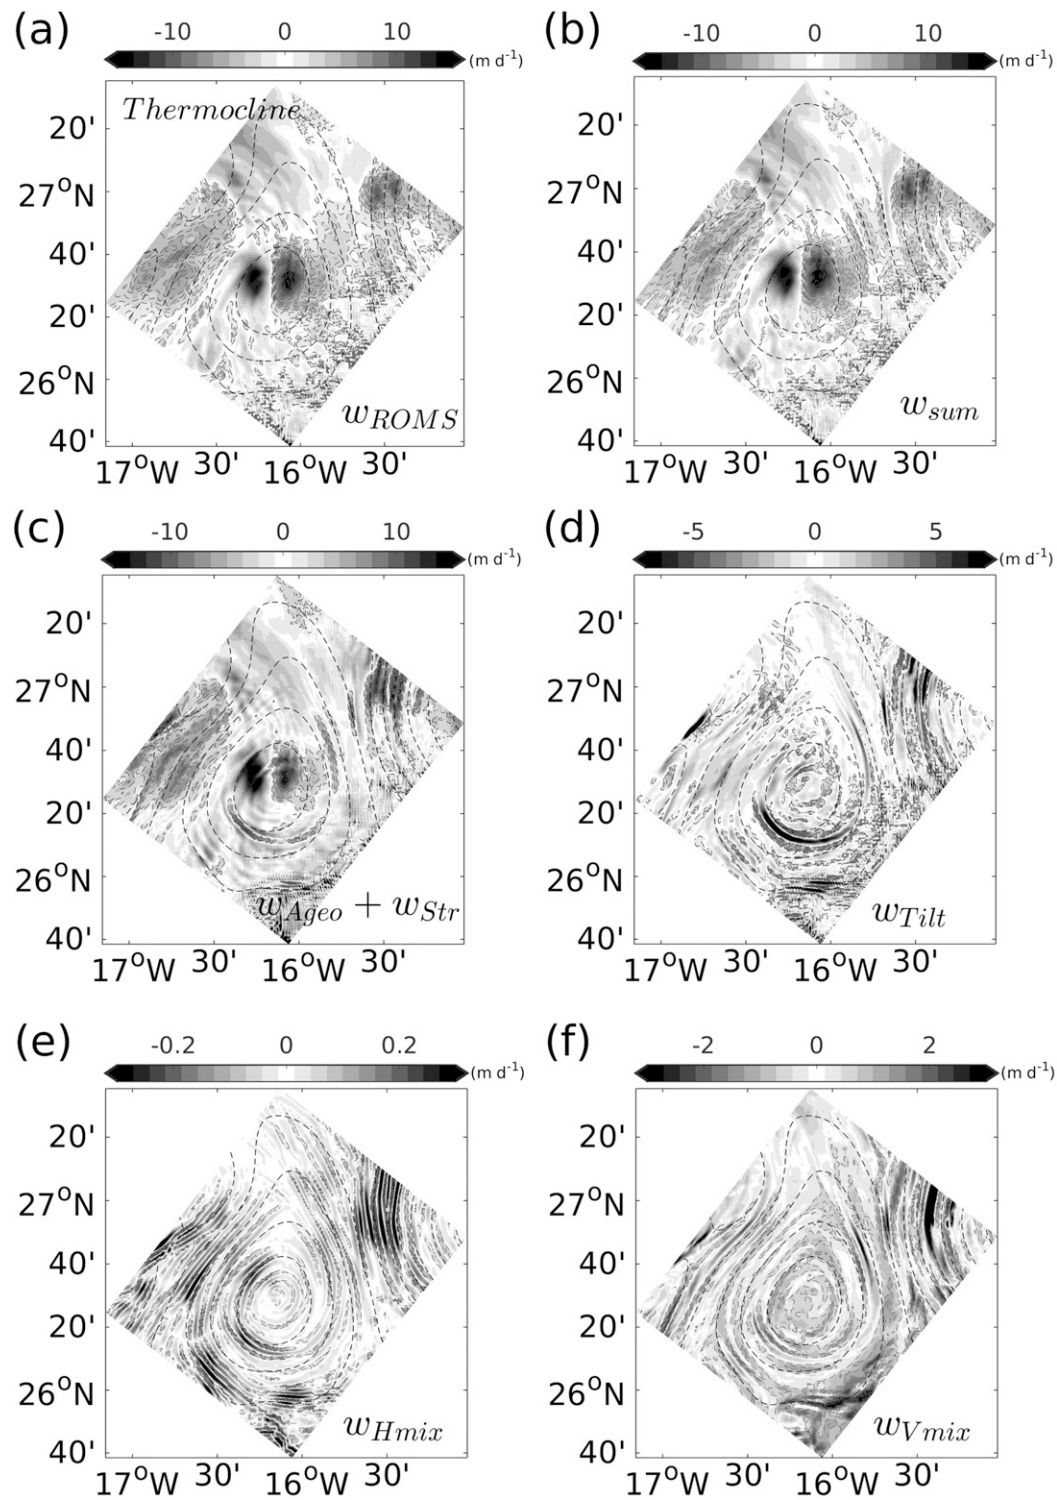 (a) -10 0 10 (m d⁻¹)
(b) -10 0 10 (m d⁻¹)
Thermocline
20' 20'
27°N 27°N
40' 40'
20' 20'
26°N 26°N
w_ROMS w_sum
40' 40'
17°W 30' 16°W 30' 17°W 30' 16°W 30'
(c) -10 0 10 (m d⁻¹)
(d) -5 0 5 (m d⁻¹)
20' 20'
27°N 27°N
40' 40'
20' 20'
26°N 26°N
w_Ageo + w_Str w_Tilt
40' 40'
17°W 30' 16°W 30' 17°W 30' 16°W 30'
(e) -0.2 0 0.2 (m d⁻¹)
(f) -2 0 2 (m d⁻¹)
20' 20'
27°N 27°N
40' 40'
20' 20'
26°N 26°N
w_Hmix w_Vmix
40' 40'
17°W 30' 16°W 30' 17°W 30' 16°W 30'